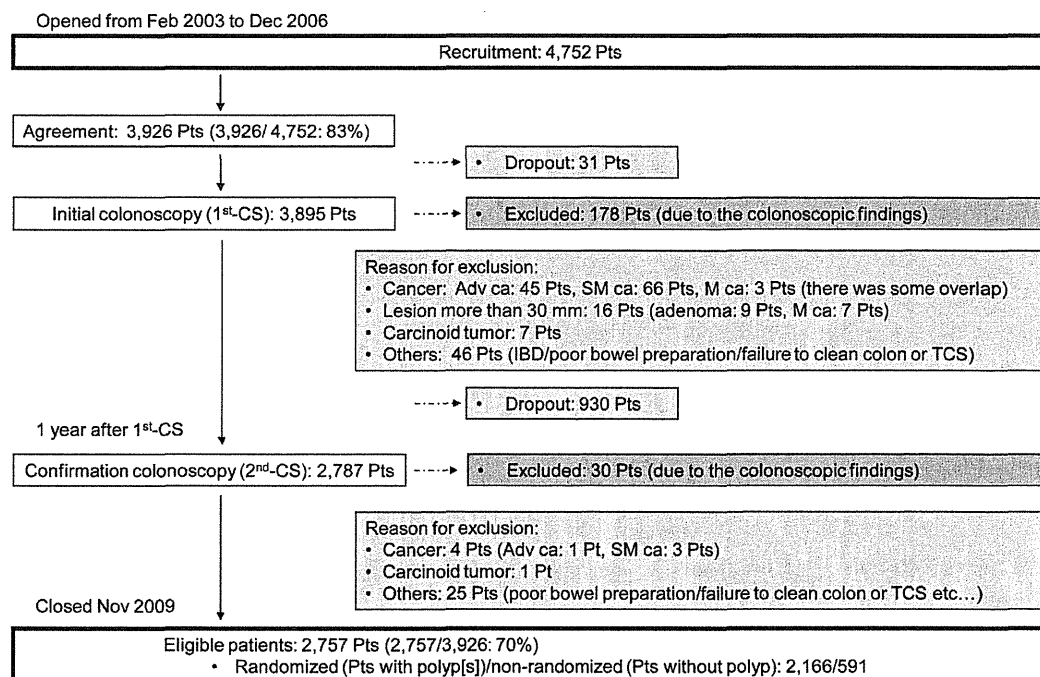 Opened from Feb 2003 to Dec 2006
Recruitment: 4,752 Pts
Agreement: 3,926 Pts (3,926/ 4,752: 83%)
• Dropout: 31 Pts
Initial colonoscopy (1st-CS): 3,895 Pts
• Excluded: 178 Pts (due to the colonoscopic findings)
Reason for exclusion:
• Cancer: Adv ca: 45 Pts, SM ca: 66 Pts, M ca: 3 Pts (there was some overlap)
• Lesion more than 30 mm: 16 Pts (adenoma: 9 Pts, M ca: 7 Pts)
• Carcinoid tumor: 7 Pts
• Others: 46 Pts (IBD/poor bowel preparation/failure to clean colon or TCS)
• Dropout: 930 Pts
1 year after 1st-CS
Confirmation colonoscopy (2nd-CS): 2,787 Pts
• Excluded: 30 Pts (due to the colonoscopic findings)
Reason for exclusion:
• Cancer: 4 Pts (Adv ca: 1 Pt, SM ca: 3 Pts)
• Carcinoid tumor: 1 Pt
• Others: 25 Pts (poor bowel preparation/failure to clean colon or TCS etc...)
Closed Nov 2009
Eligible patients: 2,757 Pts (2,757/3,926: 70%)
• Randomized (Pts with polyp[s])/non-randomized (Pts without polyp): 2,166/591